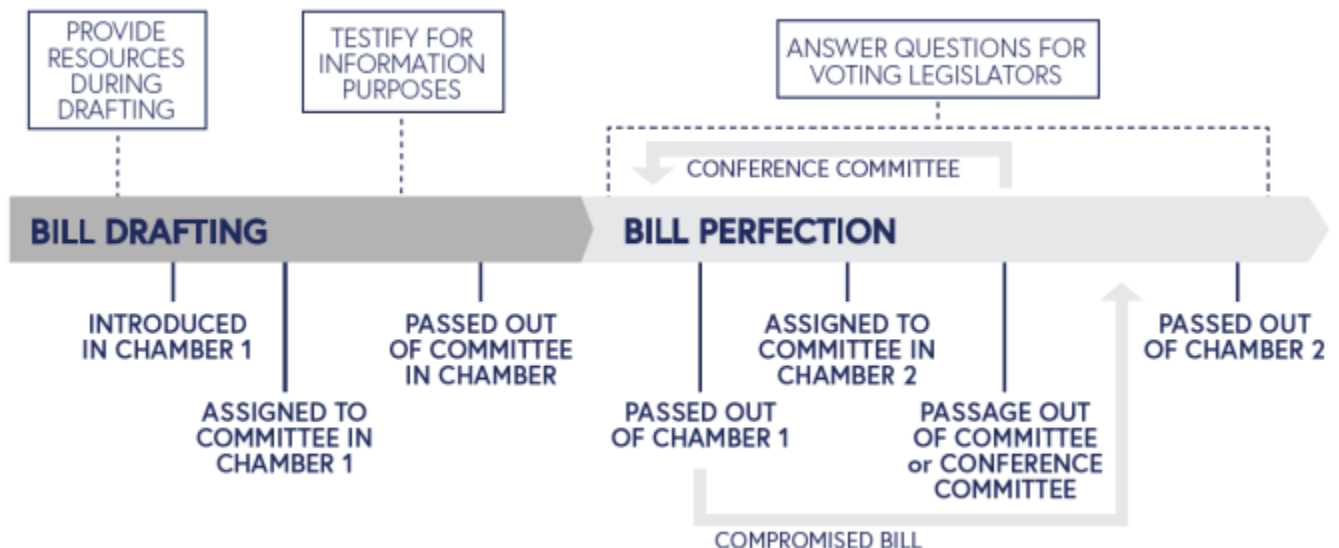 PROVIDE
RESOURCES
DURING
DRAFTING
TESTIFY FOR
INFORMATION
PURPOSES
ANSWER QUESTIONS FOR
VOTING LEGISLATORS
CONFERENCE COMMITTEE
BILL DRAFTING
BILL PERFECTION
INTRODUCED
IN CHAMBER 1
ASSIGNED TO
COMMITTEE IN
CHAMBER 1
PASSED OUT
OF COMMITTEE
IN CHAMBER
PASSED OUT
OF CHAMBER 1
ASSIGNED TO
COMMITTEE IN
CHAMBER 2
PASSAGE OUT
OF COMMITTEE
or CONFERENCE
COMMITTEE
PASSED OUT
OF CHAMBER 2
COMPROMISED BILL